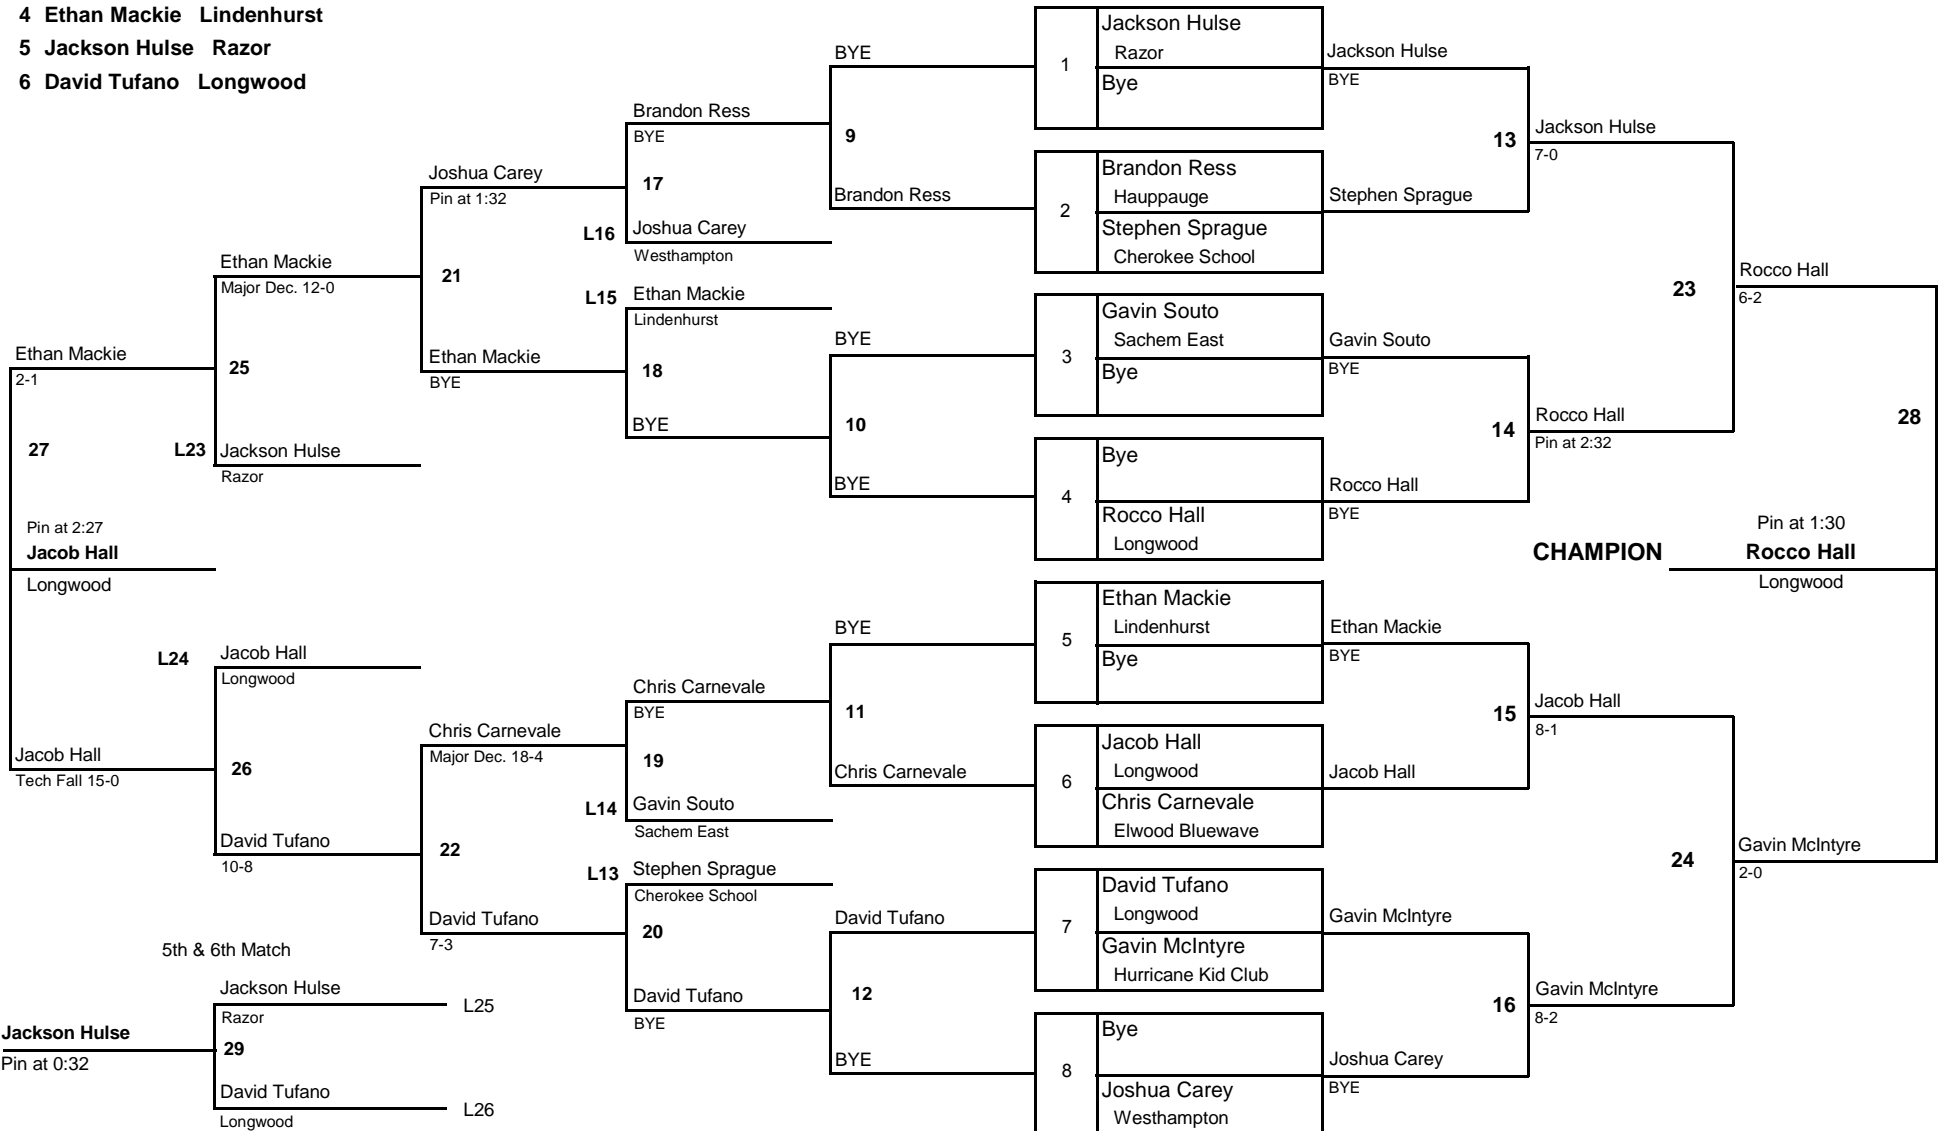 4 Ethan Mackie Lindenhurst
5 Jackson Hulse Razor
6 David Tufano Longwood
1
Jackson Hulse
Razor
Bye
2
Brandon Ress
Hauppauge
Stephen Sprague
Cherokee School
3
Gavin Souto
Sachem East
Bye
4
Bye
Rocco Hall
Longwood
5
Ethan Mackie
Lindenhurst
Bye
6
Jacob Hall
Longwood
Chris Carnevale
Elwood Bluewave
7
David Tufano
Longwood
Gavin McIntyre
Hurricane Kid Club
8
Bye
Joshua Carey
Westhampton
Jackson Hulse
BYE
13
Stephen Sprague
Gavin Souto
BYE
14
Rocco Hall
BYE
Ethan Mackie
BYE
15
Jacob Hall
Gavin McIntyre
16
Joshua Carey
BYE
Jackson Hulse
7-0
23
Rocco Hall
Pin at 2:32
Jacob Hall
8-1
24
Gavin McIntyre
8-2
Rocco Hall
6-2
28
Pin at 1:30
CHAMPION Rocco Hall
Longwood
Gavin McIntyre
2-0
BYE
9
Brandon Ress
BYE
10
BYE
BYE
11
Chris Carnevale
David Tufano
12
BYE
Brandon Ress
BYE
17
L16 Joshua Carey
Westhampton
L15 Ethan Mackie
Lindenhurst
18
BYE
Chris Carnevale
BYE
19
L14 Gavin Souto
Sachem East
L13 Stephen Sprague
Cherokee School
20
David Tufano
BYE
Joshua Carey
Pin at 1:32
21
Ethan Mackie
BYE
Chris Carnevale
Major Dec. 18-4
22
David Tufano
7-3
Ethan Mackie
Major Dec. 12-0
25
L23 Jackson Hulse
Razor
L24 Jacob Hall
Longwood
26
David Tufano
10-8
Ethan Mackie
2-1
27
Pin at 2:27
Jacob Hall
Longwood
Jacob Hall
Tech Fall 15-0
5th & 6th Match
Jackson Hulse L25
Razor
Jackson Hulse
29
Pin at 0:32
David Tufano L26
Longwood